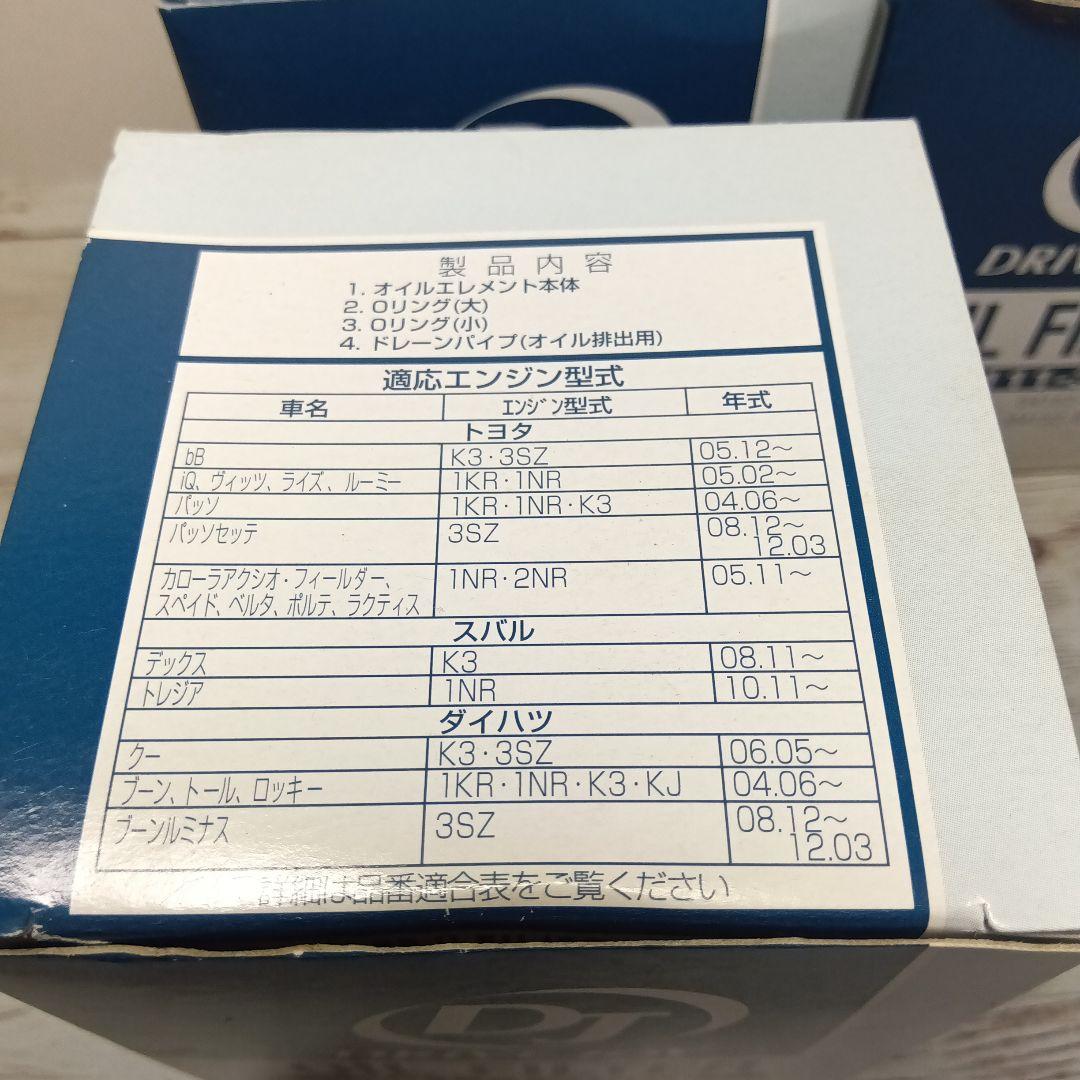 DT
DRIV
IL FI
製品内容
1. オイルエレメント本体
2. Oリング(大)
3. Oリング(小)
4. ドレーンパイプ(オイル排出用)
適応エンジン型式
車名 ｴﾝｼﾞﾝ型式 年式
トヨタ
bB K3・3SZ 05.12～
iQ、ヴィッツ、ライズ、ルーミー 1KR・1NR 05.02～
パッソ 1KR・1NR・K3 04.06～
パッソセッテ 3SZ 08.12～
12.03
カローラアクシオ・フィールダー、 1NR・2NR 05.11～
スペイド、ベルタ、ポルテ、ラクティス
スバル
デックス K3 08.11～
トレジア 1NR 10.11～
ダイハツ
クー K3・3SZ 06.05～
ブーン、トール、ロッキー 1KR・1NR・K3・KJ 04.06～
ブーンルミナス 3SZ 08.12～
12.03
詳細は品番適合表をご覧ください
DT